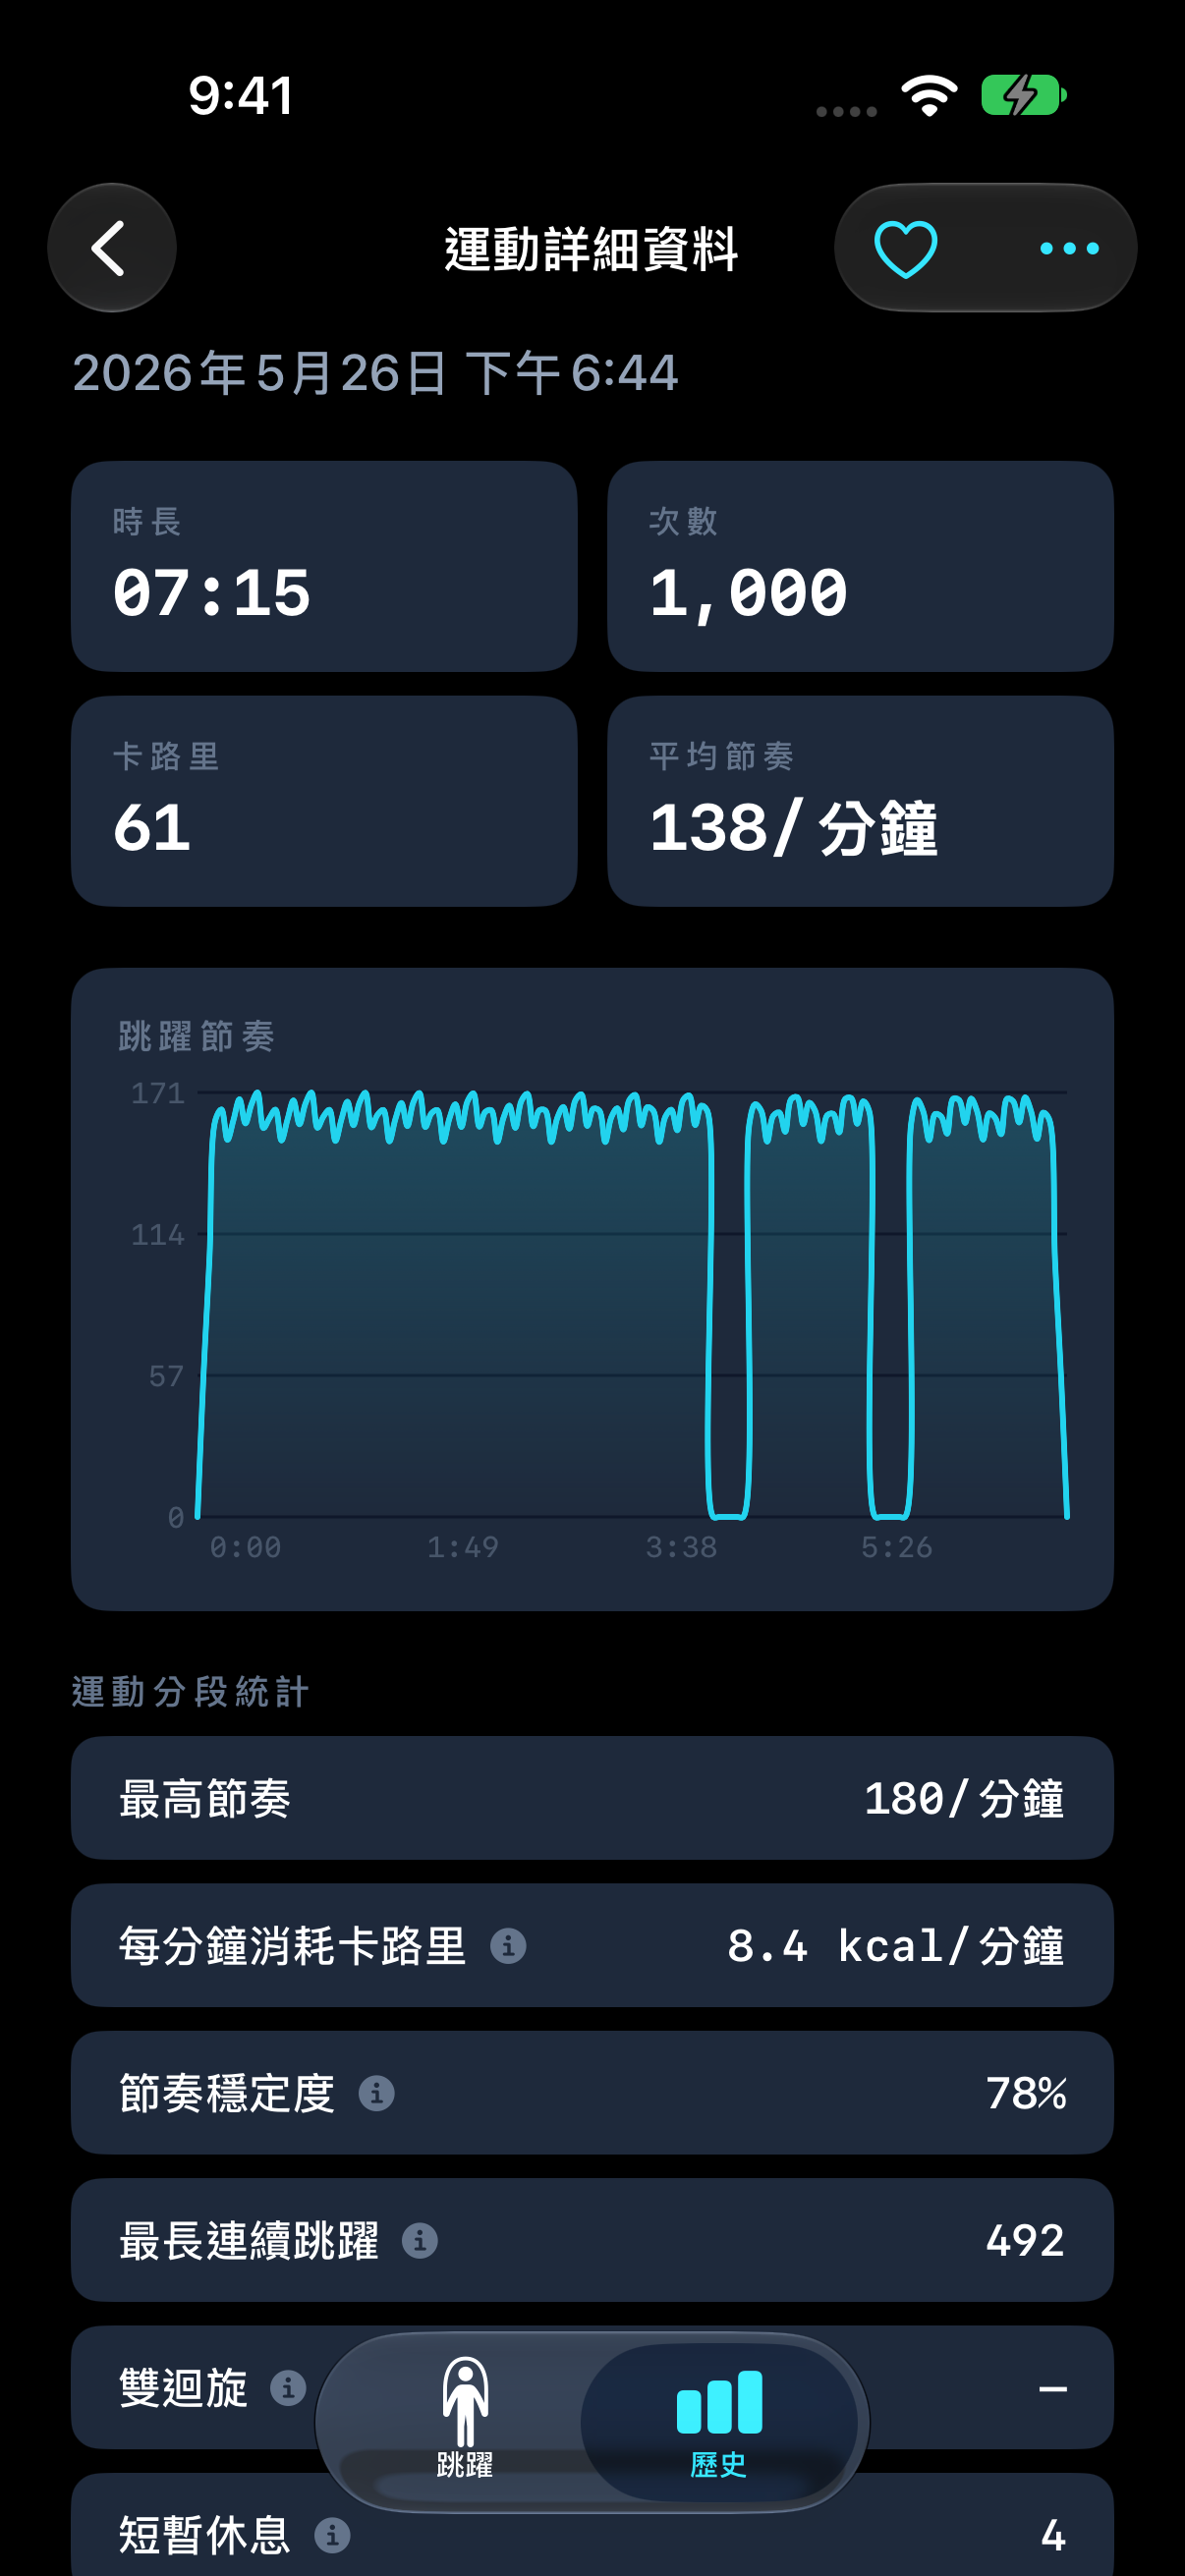 9:41
運動詳細資料
2026年5月26日 下午6:44
時長
07:15
次數
1,000
卡路里
61
平均節奏
138/分鐘
跳躍節奏
171
114
57
0
0:00 1:49 3:38 5:26
運動分段統計
最高節奏 180/分鐘
每分鐘消耗卡路里 8.4 kcal/分鐘
節奏穩定度 78%
最長連續跳躍 492
雙迴旋 —
跳躍 歷史
短暫休息 4